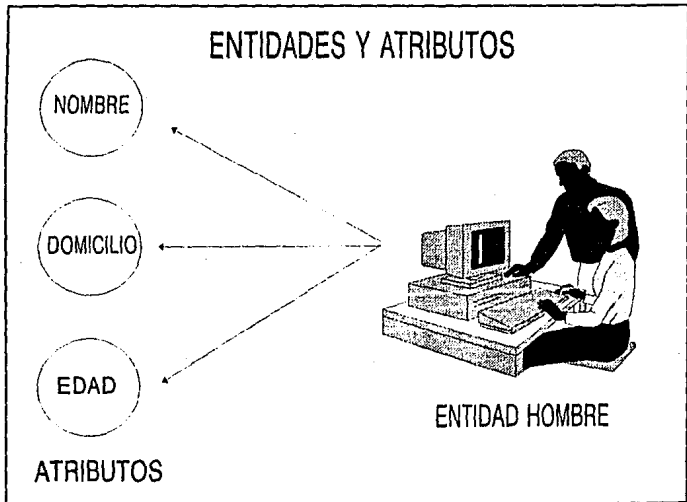 ENTIDADES Y ATRIBUTOS
NOMBRE
DOMICILIO
EDAD
ATRIBUTOS
ENTIDAD HOMBRE